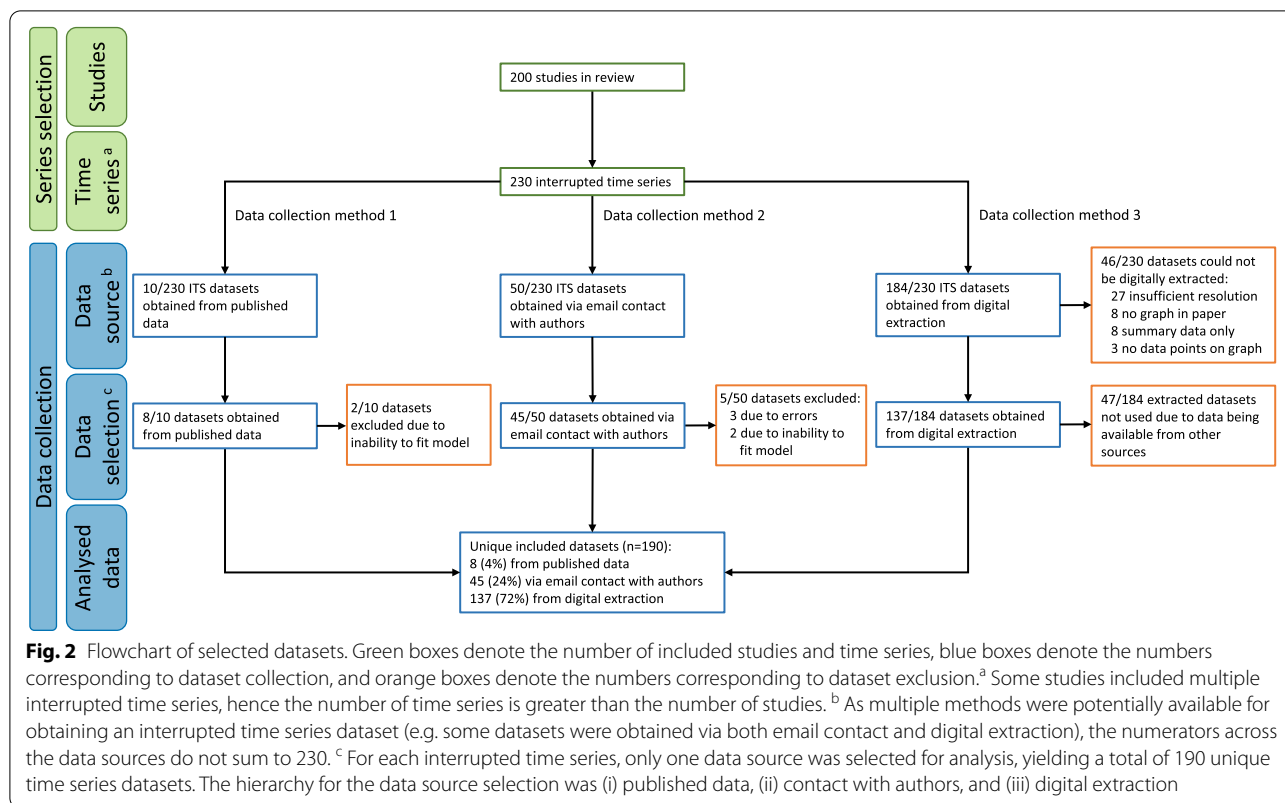 Series selection
Studies
Time
series a
Data collection
Data
source b
Data
selection c
Analysed
data
200 studies in review
230 interrupted time series
Data collection method 1
Data collection method 2
Data collection method 3
10/230 ITS datasets
obtained from published
data
50/230 ITS datasets
obtained via email contact
with authors
184/230 ITS datasets
obtained from digital
extraction
46/230 datasets could not
be digitally extracted:
27 insufficient resolution
8 no graph in paper
8 summary data only
3 no data points on graph
8/10 datasets obtained
from published data
2/10 datasets
excluded due to
inability to fit model
45/50 datasets obtained via
email contact with authors
5/50 datasets excluded:
3 due to errors
2 due to inability to
fit model
137/184 datasets obtained
from digital extraction
47/184 extracted datasets
not used due to data being
available from other
sources
Unique included datasets (n=190):
8 (4%) from published data
45 (24%) via email contact with authors
137 (72%) from digital extraction
Fig. 2 Flowchart of selected datasets. Green boxes denote the number of included studies and time series, blue boxes denote the numbers
corresponding to dataset collection, and orange boxes denote the numbers corresponding to dataset exclusion.a Some studies included multiple
interrupted time series, hence the number of time series is greater than the number of studies. b As multiple methods were potentially available for
obtaining an interrupted time series dataset (e.g. some datasets were obtained via both email contact and digital extraction), the numerators across
the data sources do not sum to 230. c For each interrupted time series, only one data source was selected for analysis, yielding a total of 190 unique
time series datasets. The hierarchy for the data source selection was (i) published data, (ii) contact with authors, and (iii) digital extraction